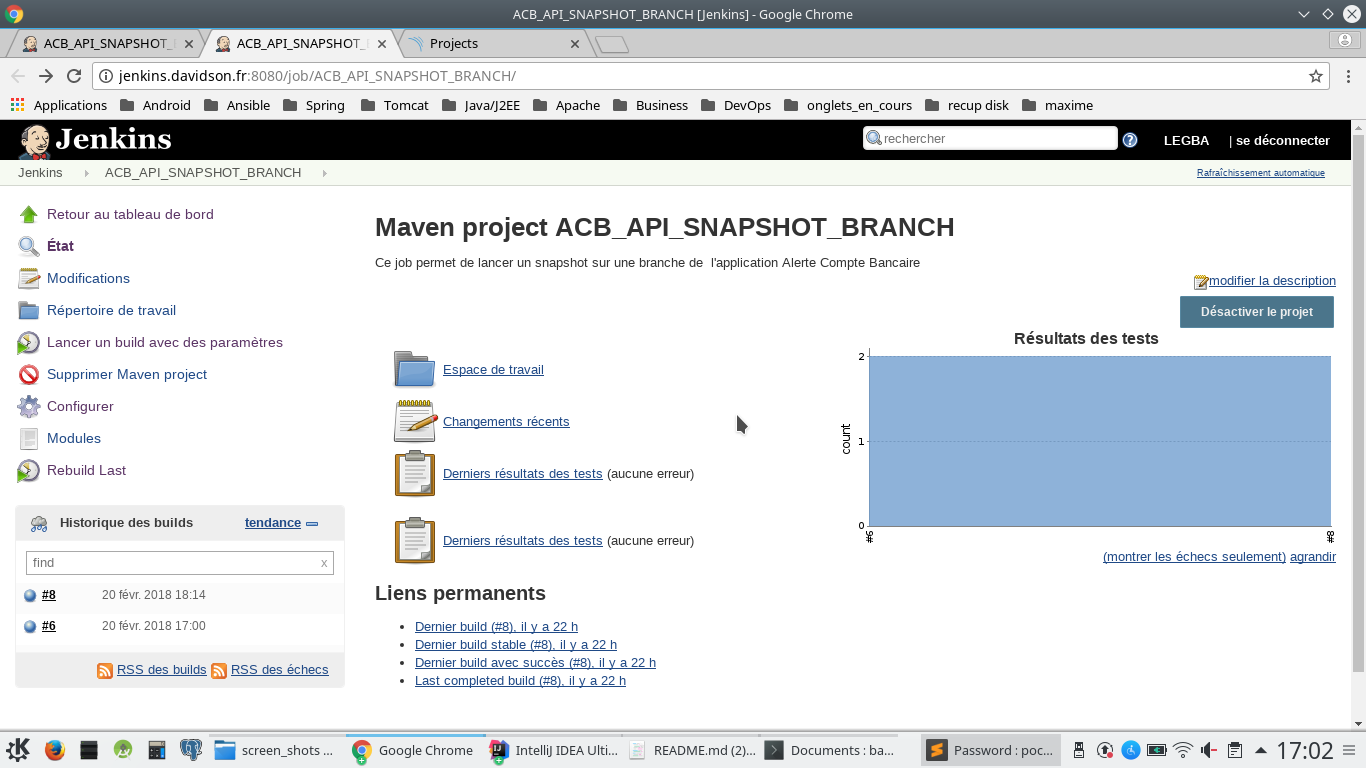 ACB_API_SNAPSHOT_BRANCH [Jenkins] - Google Chrome
ACB_API_SNAPSHOT_
ACB_API_SNAPSHOT_
Projects
jenkins.davidson.fr:8080/job/ACB_API_SNAPSHOT_BRANCH/
Applications Android Ansible Spring Tomcat Java/J2EE Apache Business DevOps onglets_en_cours recup disk maxime
Jenkins
rechercher
LEGBA | se déconnecter
Jenkins ACB_API_SNAPSHOT_BRANCH
Rafraîchissement automatique
Retour au tableau de bord
État
Modifications
Répertoire de travail
Lancer un build avec des paramètres
Supprimer Maven project
Configurer
Modules
Rebuild Last
Historique des builds tendance
find x
#8 20 févr. 2018 18:14
#6 20 févr. 2018 17:00
RSS des builds RSS des échecs
Maven project ACB_API_SNAPSHOT_BRANCH
Ce job permet de lancer un snapshot sur une branche de l'application Alerte Compte Bancaire
modifier la description
Désactiver le projet
Espace de travail
Changements récents
Derniers résultats des tests (aucune erreur)
Derniers résultats des tests (aucune erreur)
Résultats des tests
2
1
0
count
#6
#8
(montrer les échecs seulement) agrandir
Liens permanents
Dernier build (#8), il y a 22 h
Dernier build stable (#8), il y a 22 h
Dernier build avec succès (#8), il y a 22 h
Last completed build (#8), il y a 22 h
screen_shots ...
Google Chrome
IntelliJ IDEA Ulti...
README.md (2)...
Documents : ba...
Password : poc...
17:02